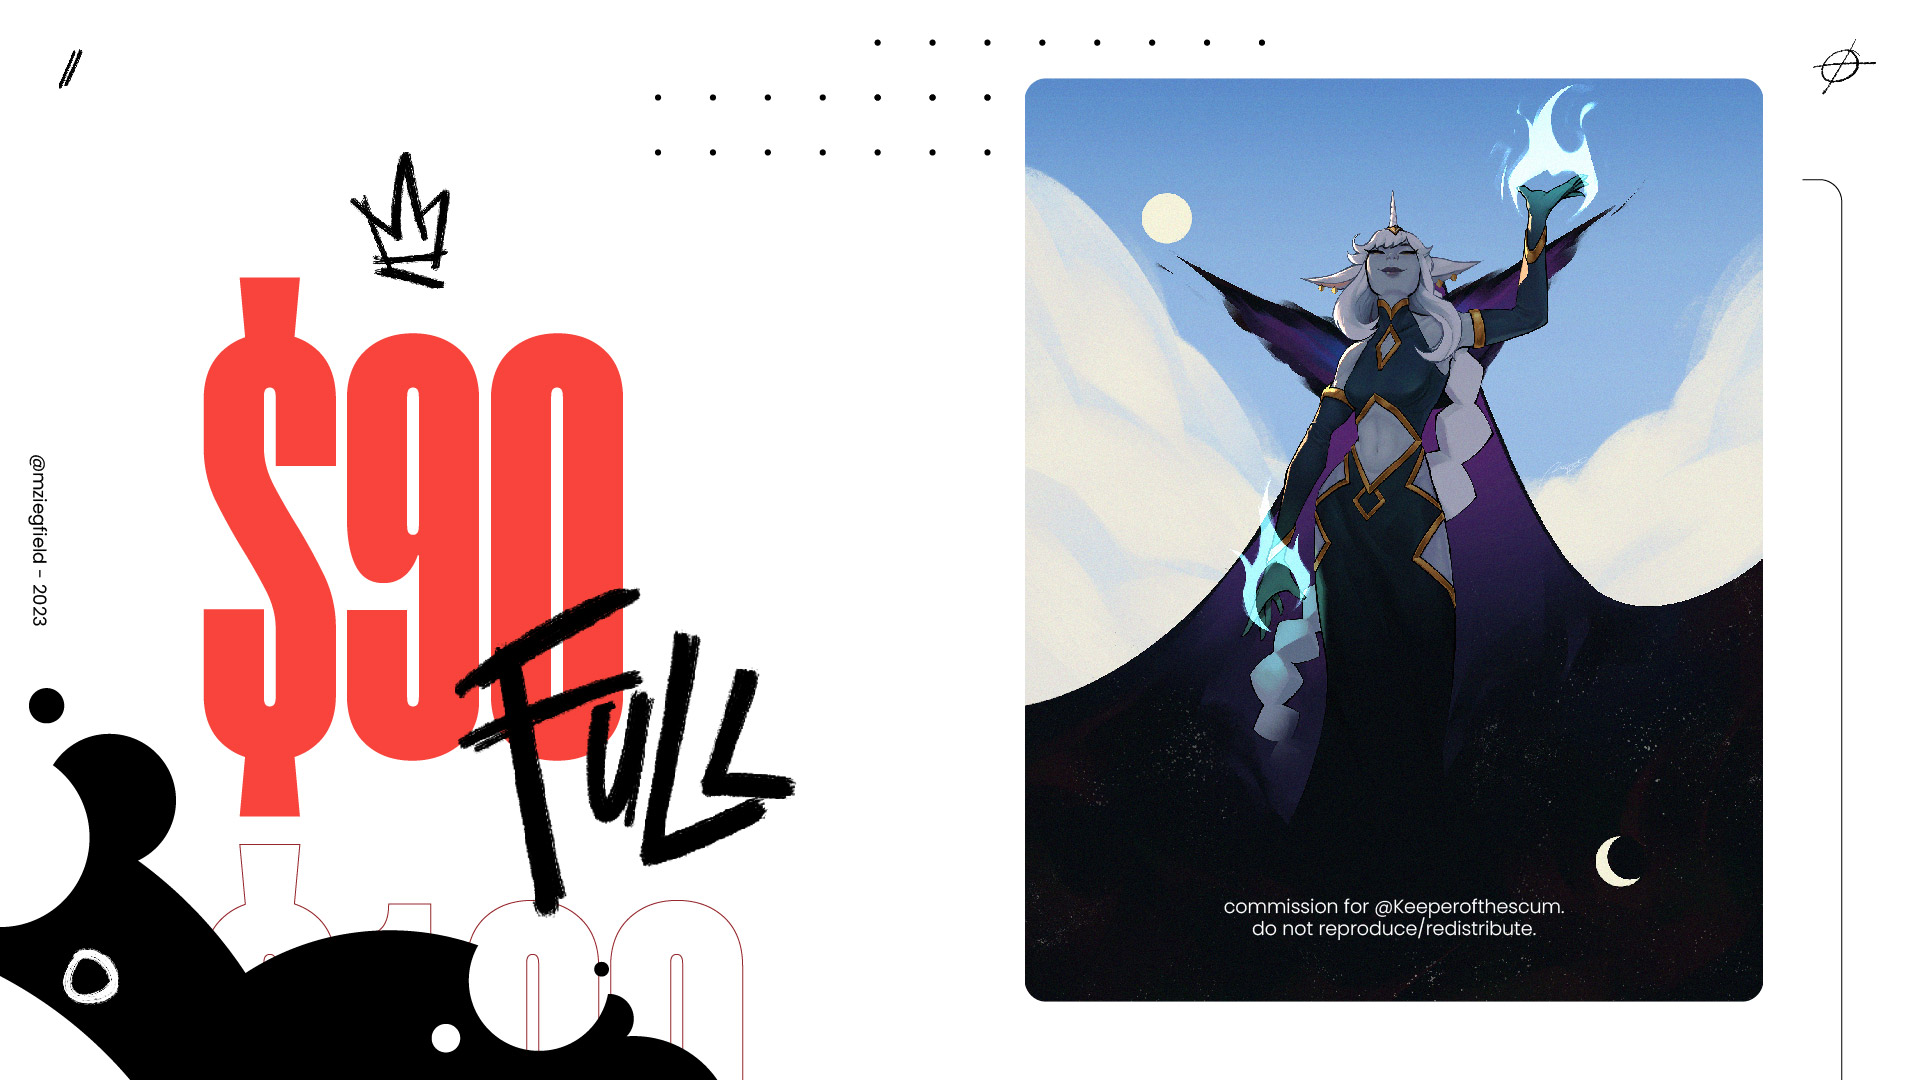 $90
FULL
@mziegfield - 2023
commission for @Keeperofthescum.
do not reproduce/redistribute.